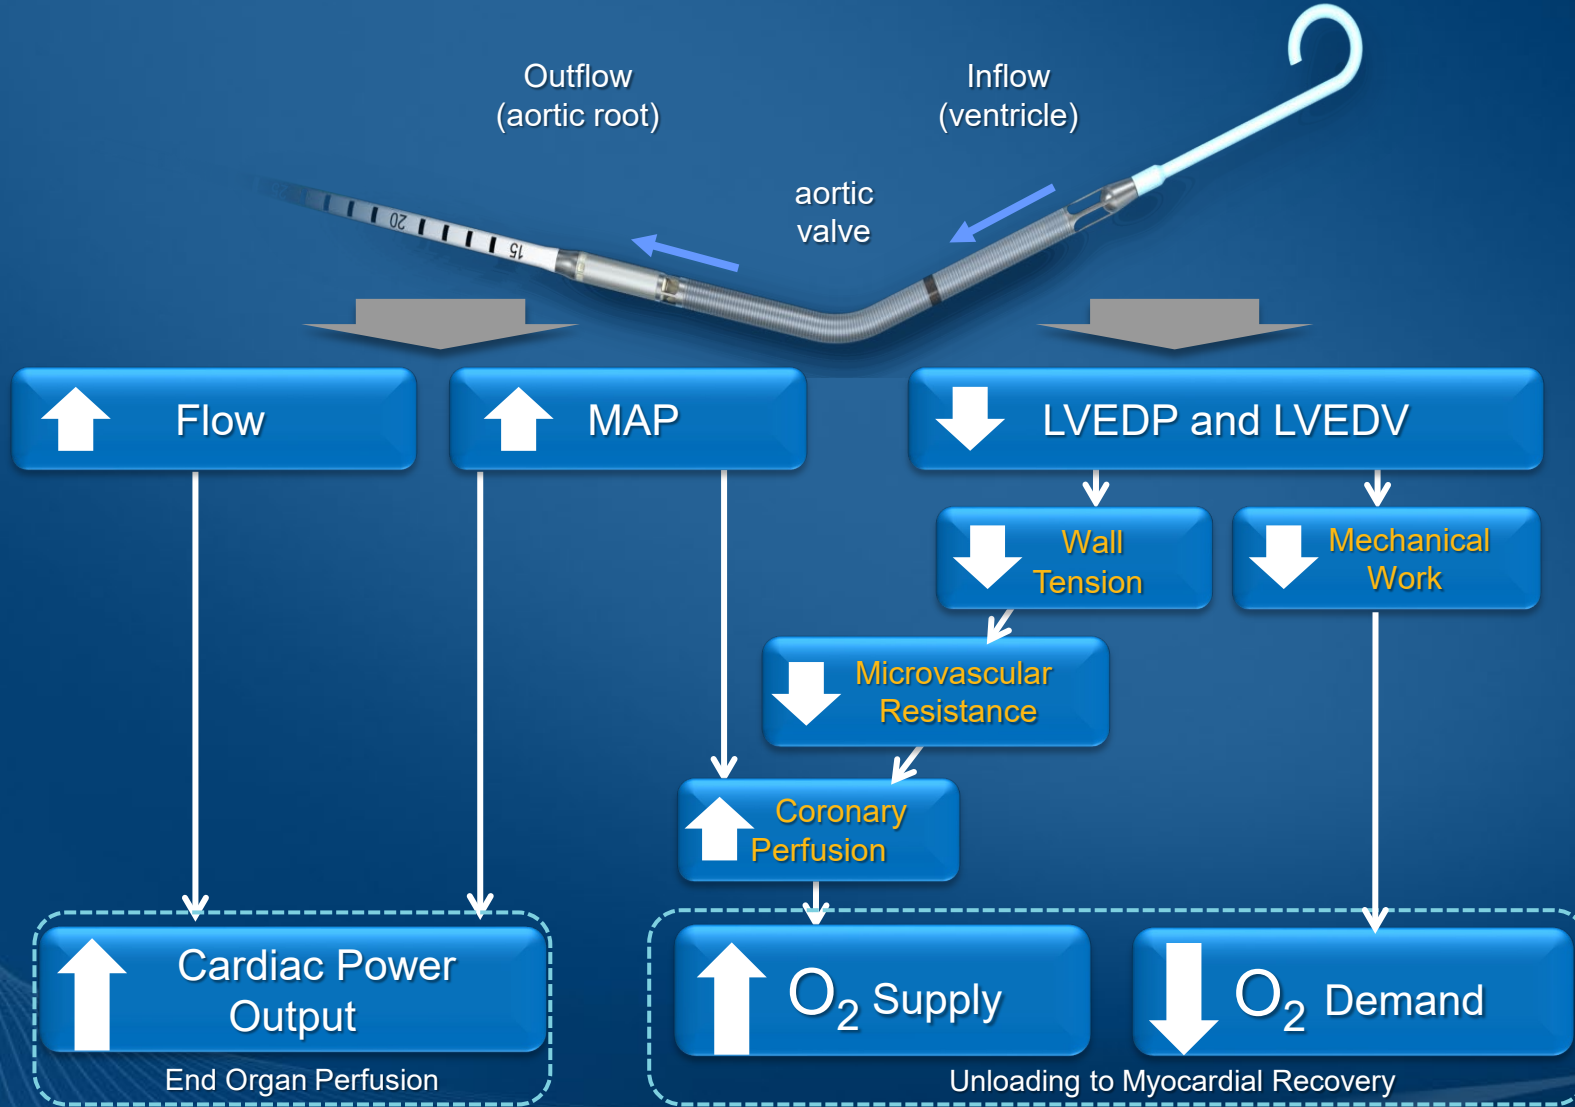 Outflow
(aortic root)
Inflow
(ventricle)
aortic
valve
20
15
Flow
MAP
LVEDP and LVEDV
Wall
Tension
Mechanical
Work
Microvascular
Resistance
Coronary
Perfusion
Cardiac Power
Output
O₂ Supply
O₂ Demand
End Organ Perfusion
Unloading to Myocardial Recovery